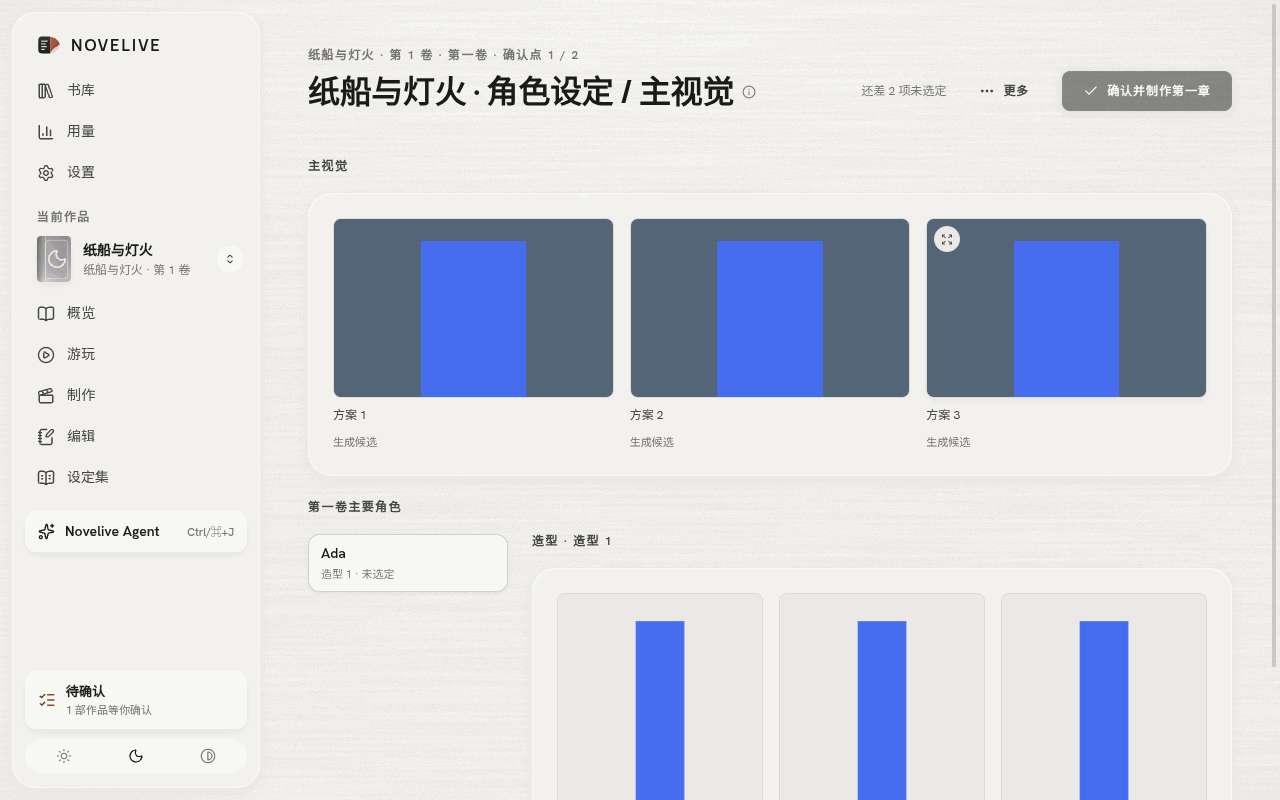 NOVELIVE
书库
用量
设置
当前作品
纸船与灯火
纸船与灯火 · 第 1 卷
概览
游玩
制作
编辑
设定集
Novelive Agent Ctrl/⌘+J
待确认
1 部作品等你确认
纸船与灯火 · 第 1 卷 · 第一卷 · 确认点 1 / 2
纸船与灯火 · 角色设定 / 主视觉
还差 2 项未选定
更多
确认并制作第一章
主视觉
方案 1
生成候选
方案 2
生成候选
方案 3
生成候选
第一卷主要角色
Ada
造型 1 · 未选定
造型 · 造型 1